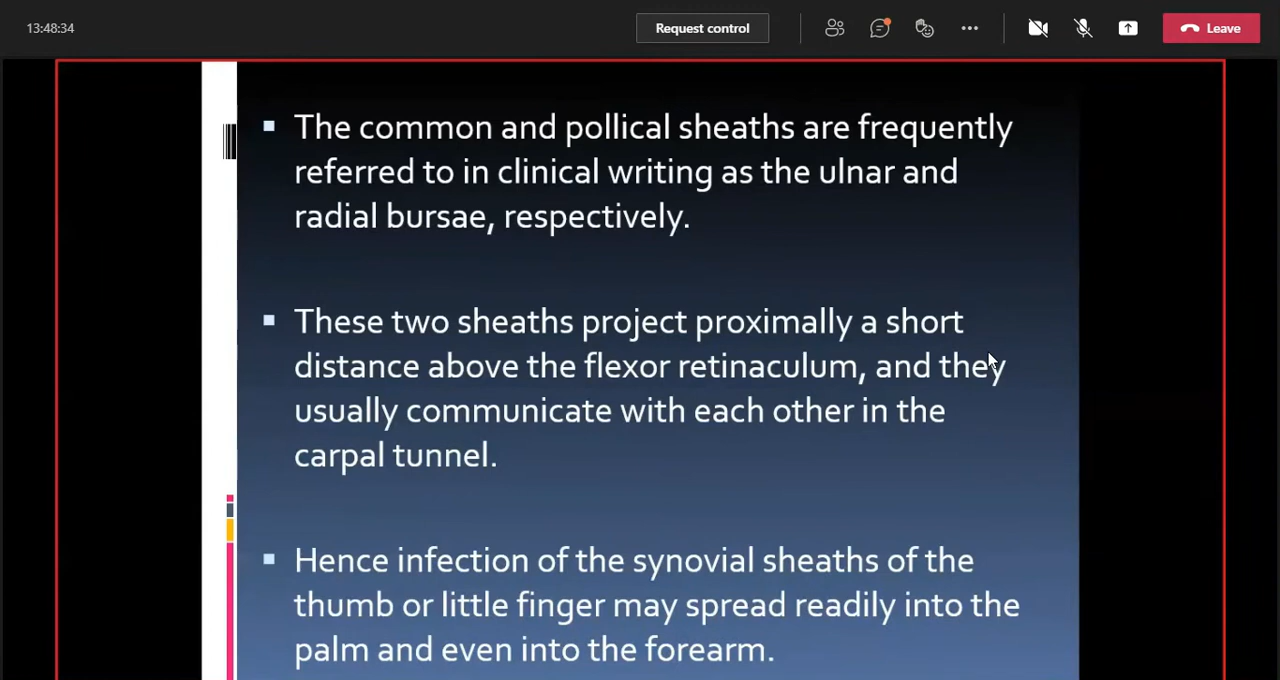 13:48:34
Request control
Leave
The common and pollical sheaths are frequently
referred to in clinical writing as the ulnar and
radial bursae, respectively.
These two sheaths project proximally a short
distance above the flexor retinaculum, and they
usually communicate with each other in the
carpal tunnel.
Hence infection of the synovial sheaths of the
thumb or little finger may spread readily into the
palm and even into the forearm.